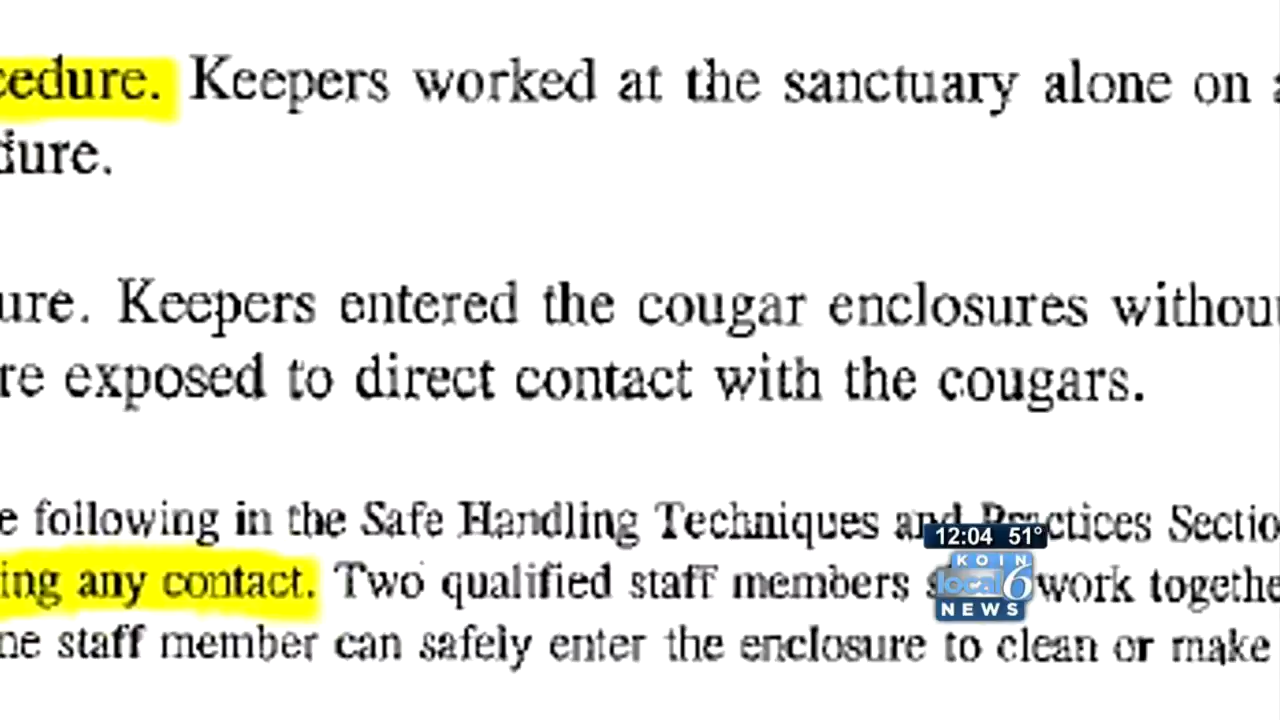 cedure. Keepers worked at the sanctuary alone on
dure.
ure. Keepers entered the cougar enclosures withou
re exposed to direct contact with the cougars.
e following in the Safe Handling Techniques and Practices Sectio
ing any contact. Two qualified staff members work togethe
ne staff member can safely enter the enclosure to clean or make
12:04 51°
KOIN
local 6
NEWS